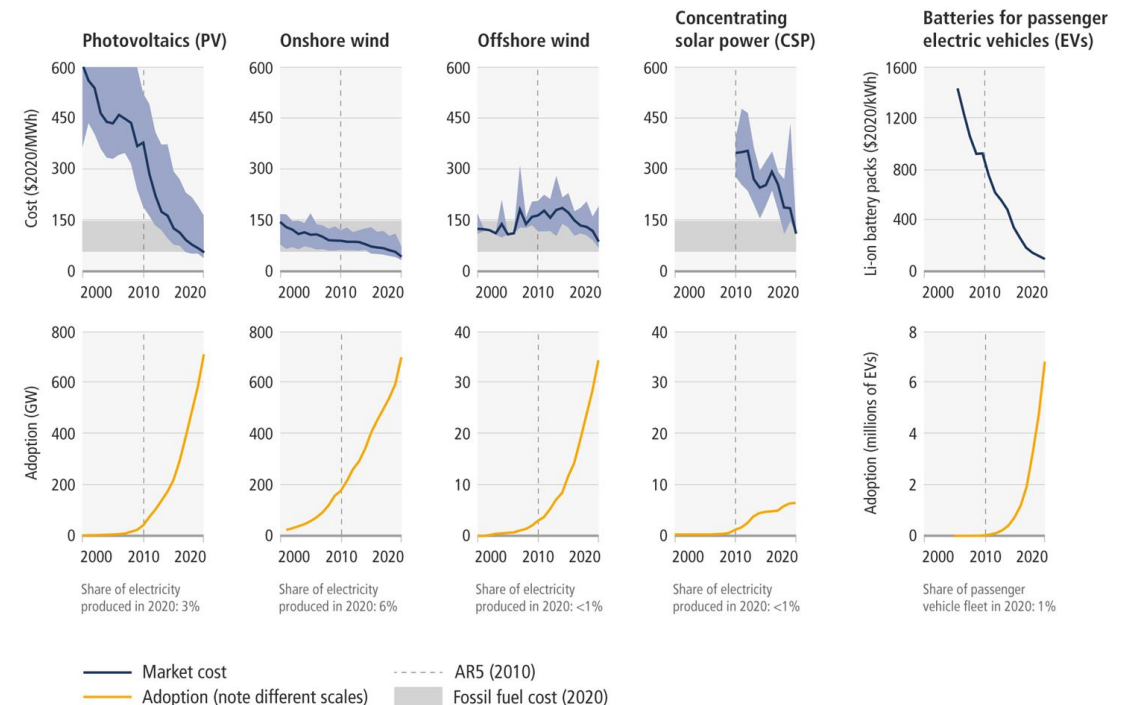 Photovoltaics (PV)
Onshore wind
Offshore wind
Concentrating
solar power (CSP)
Batteries for passenger
electric vehicles (EVs)
Cost ($2020/MWh)
600
450
300
150
0
2000 2010 2020
600
450
300
150
0
2000 2010 2020
600
450
300
150
0
2000 2010 2020
600
450
300
150
0
2000 2010 2020
Li-on battery packs ($2020/kWh)
1600
1200
800
400
0
2000 2010 2020
Adoption (GW)
800
600
400
200
0
2000 2010 2020
Share of electricity
produced in 2020: 3%
800
600
400
200
0
2000 2010 2020
Share of electricity
produced in 2020: 6%
40
30
20
10
0
2000 2010 2020
Share of electricity
produced in 2020: <1%
40
30
20
10
0
2000 2010 2020
Share of electricity
produced in 2020: <1%
Adoption (millions of EVs)
8
6
4
2
0
2000 2010 2020
Share of passenger
vehicle fleet in 2020: 1%
Market cost
Adoption (note different scales)
AR5 (2010)
Fossil fuel cost (2020)